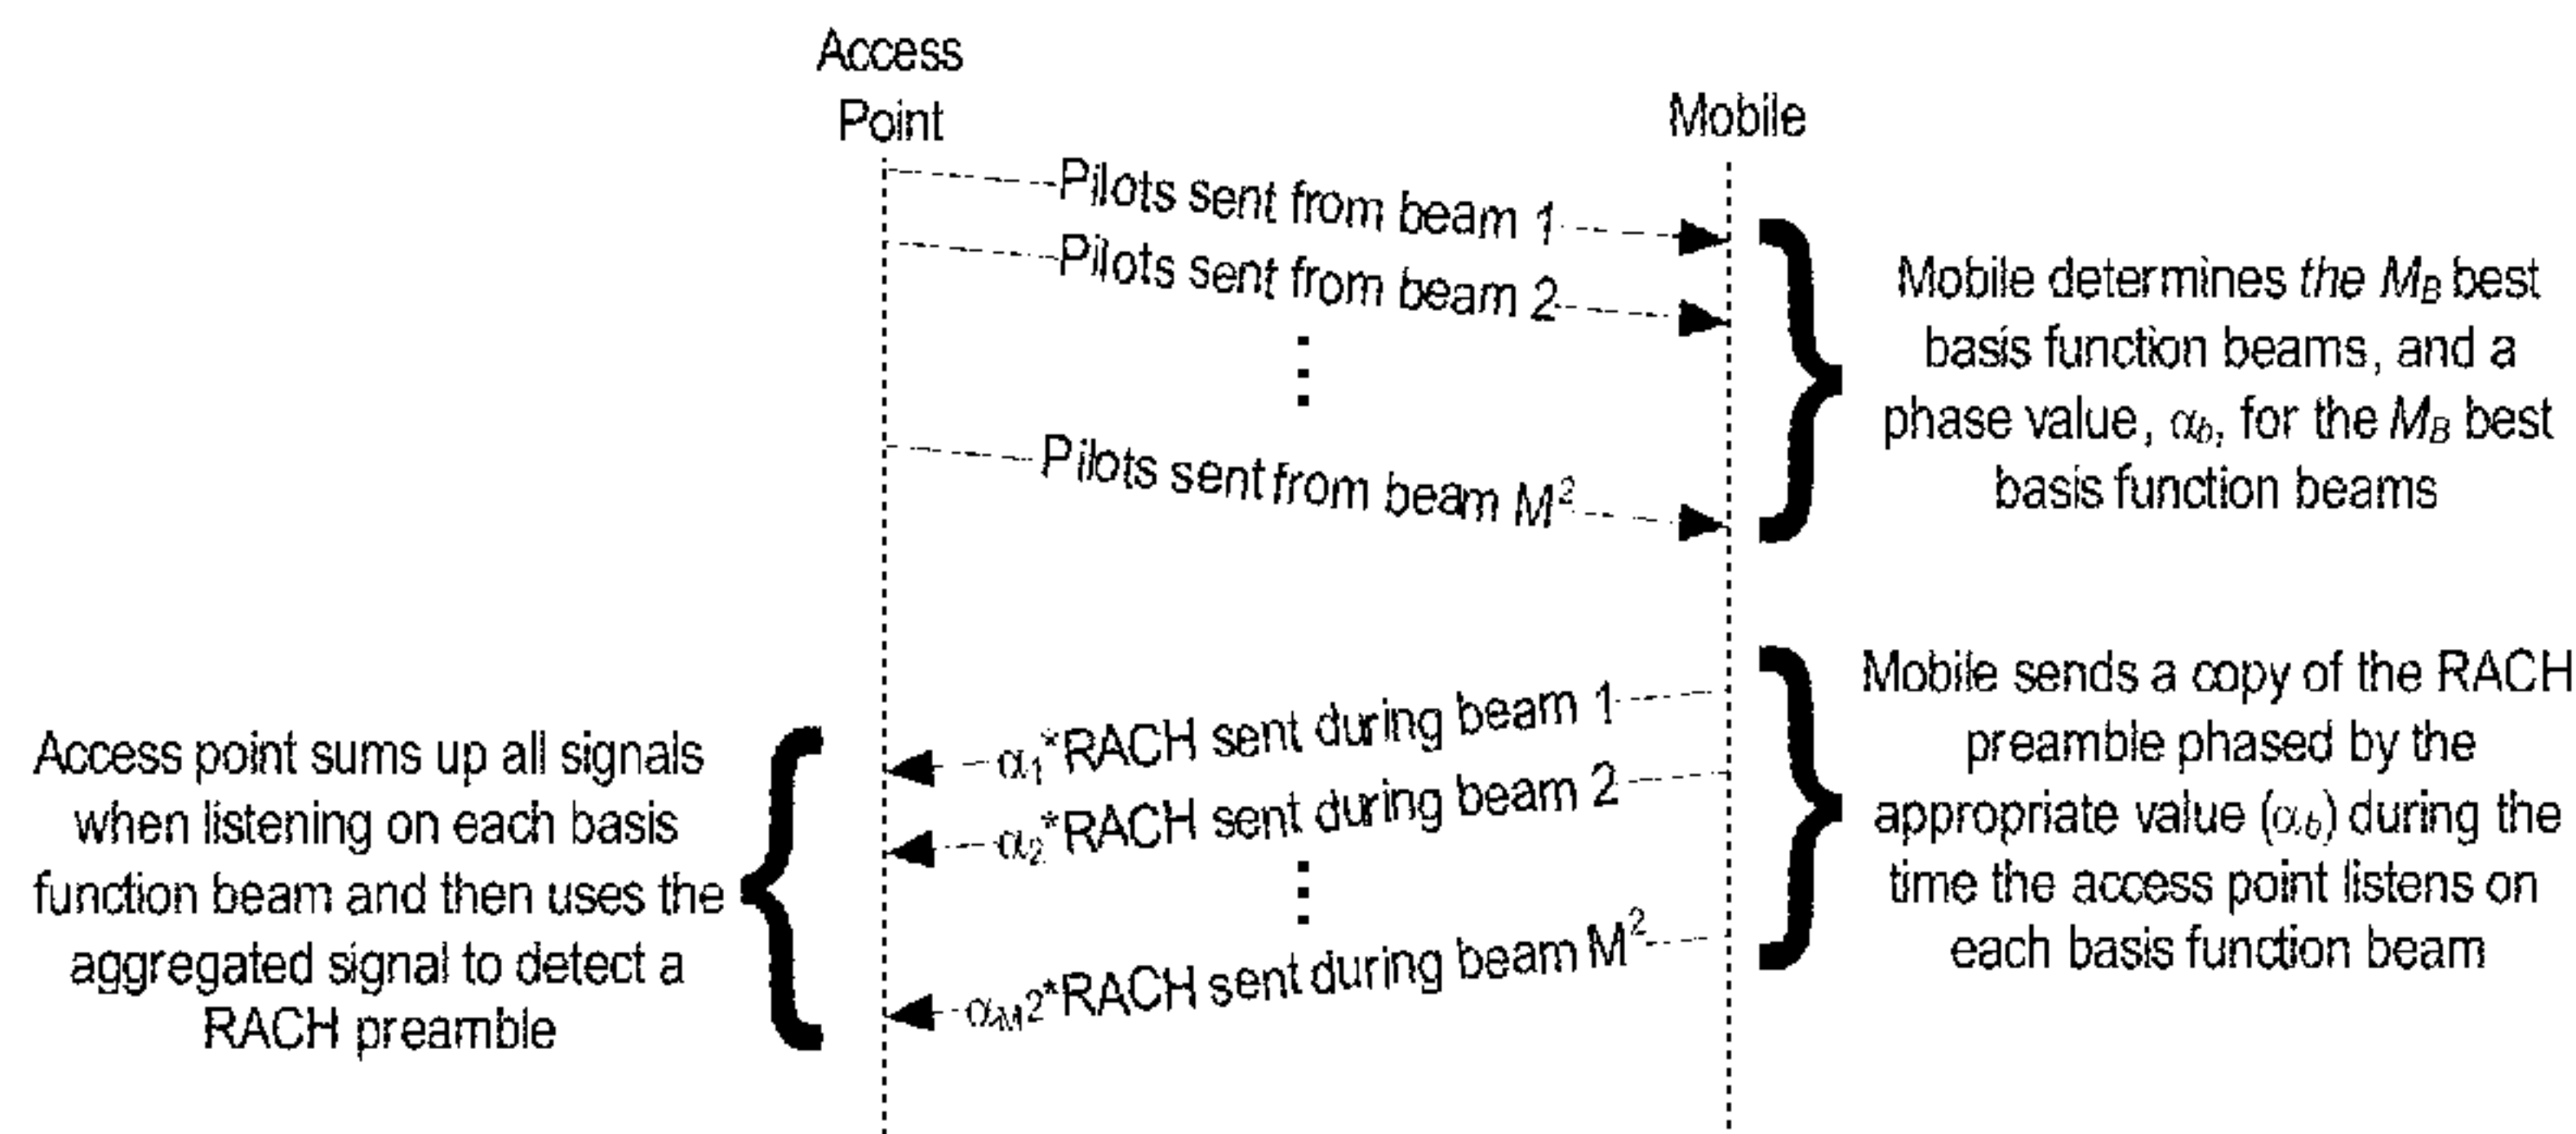 Access
Point
Mobile
Pilots sent from beam 1
Pilots sent from beam 2
Pilots sent from beam M²
Mobile determines the M_B best
basis function beams, and a
phase value, α_b, for the M_B best
basis function beams
α₁*RACH sent during beam 1
α₂*RACH sent during beam 2
α_M2*RACH sent during beam M²
Mobile sends a copy of the RACH
preamble phased by the
appropriate value (α_b) during the
time the access point listens on
each basis function beam
Access point sums up all signals
when listening on each basis
function beam and then uses the
aggregated signal to detect a
RACH preamble